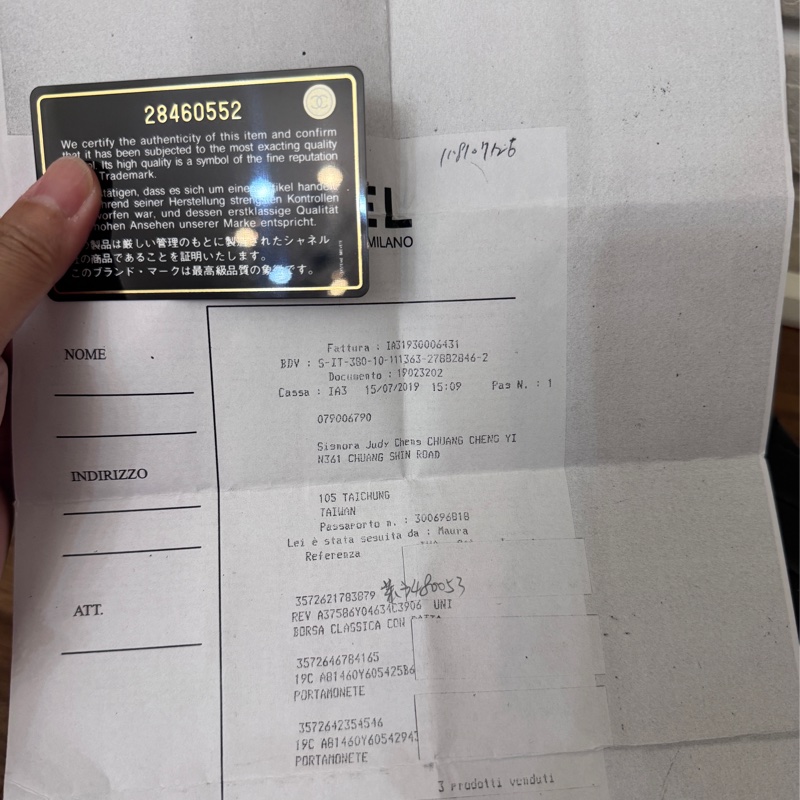 28460552
We certify the authenticity of this item and confirm
that it has been subjected to the most exacting quality
Its high quality is a symbol of the fine reputation
Trademark.
dass es sich um einen Artikel handelt
während seiner Herstellung strengsten Kontrollen
worfen war, und dessen erstklassige Qualität
hohen Ansehen unserer Marke entspricht.
製品は厳しい管理のもとに製造されたシャネル
の商品であることを証明いたします。
このブランド・マークは最高級品質の象徴です。
EL
MILANO
NOME
INDIRIZZO
ATT.
Fattura : IA31930006431
BDV : S-IT-380-10-111363-27882846-2
Documento : 19023202
Cassa : IA3 15/07/2019 15:09 Pag N. : 1
079006790
Signora Judy Cheng CHUANG CHENG YI
N361 CHUANG SHIN ROAD
105 TAICHUNG
TAIWAN
Passaporto n. : 300696818
Lei è stata seguita da : Maura
Referenza
3572621783879
480053
REV A37586Y04634C3906 UNI
BORSA CLASSICA CON
3572646784165
19C A81460Y605425B6
PORTAMONETE
3572642354546
19C A81460Y6054294
PORTAMONETE
3 Prodotti venduti